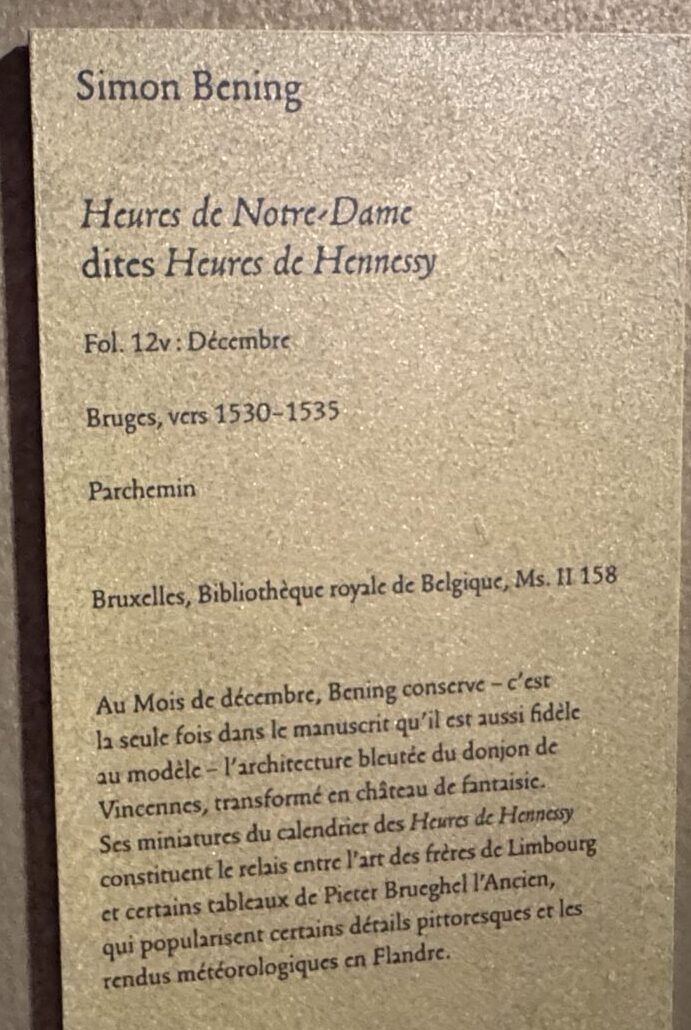 Simon Bening
Heures de Notre-Dame
dites Heures de Hennessy
Fol. 12v : Décembre
Bruges, vers 1530–1535
Parchemin
Bruxelles, Bibliothèque royale de Belgique, Ms. II 158
Au Mois de décembre, Bening conserve – c’est
la seule fois dans le manuscrit qu’il est aussi fidèle
au modèle – l’architecture bleutée du donjon de
Vincennes, transformé en château de fantaisie.
Ses miniatures du calendrier des Heures de Hennessy
constituent le relais entre l’art des frères de Limbourg
et certains tableaux de Pieter Brueghel l’Ancien,
qui popularisent certains détails pittoresques et les
rendus météorologiques en Flandre.